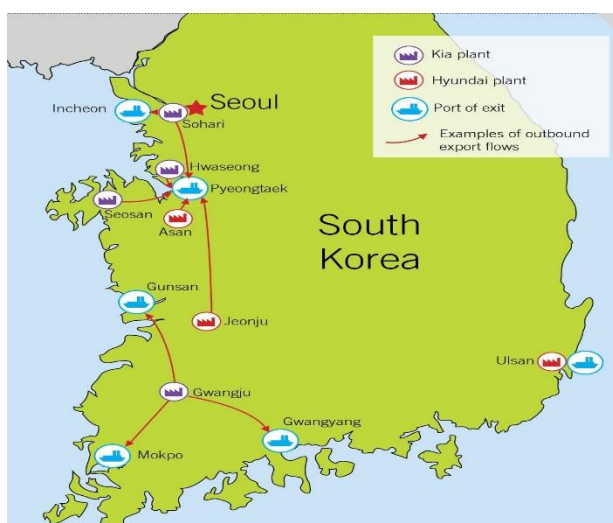 Kia plant
Hyundai plant
Port of exit
Examples of outbound
export flows
Incheon
Seoul
Sohari
Hwaseong
Pyeongtaek
Seosan
Asan
South
Korea
Gunsan
Jeonju
Ulsan
Gwangju
Gwangyang
Mokpo